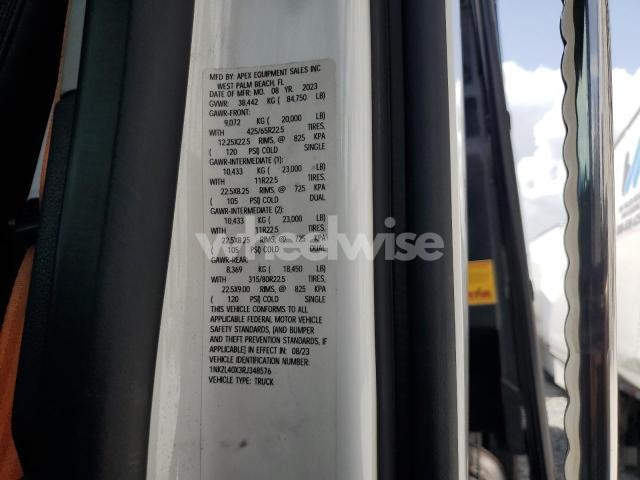 MFD BY: APEX EQUIPMENT SALES INC
WEST PALM BEACH, FL
DATE OF MFR: MO. 08 YR. 2023
GVWR: 38,442 KG ( 84,750 LB)
GAWR-FRONT:
9,072 KG ( 20,000 LB)
WITH 425/65R22.5 TIRES,
12.25X22.5 RIMS, @ 825 KPA
( 120 PSI) COLD SINGLE
GAWR-INTERMEDIATE (1):
10,433 KG ( 23,000 LB)
WITH 11R22.5 TIRES,
22.5X8.25 RIMS, @ 725 KPA
( 105 PSI) COLD DUAL
GAWR-INTERMEDIATE (2):
10,433 KG ( 23,000 LB)
WITH 11R22.5 TIRES,
22.5X8.25 RIMS, @ 725 KPA
( 105 PSI) COLD DUAL
GAWR-REAR:
8,369 KG ( 18,450 LB)
WITH 315/80R22.5 TIRES,
22.5X9.00 RIMS, @ 825 KPA
( 120 PSI) COLD SINGLE
THIS VEHICLE CONFORMS TO ALL
APPLICABLE FEDERAL MOTOR VEHICLE
SAFETY STANDARDS, [AND BUMPER
AND THEFT PREVENTION STANDARDS, IF
APPLICABLE] IN EFFECT IN: 08/23
VEHICLE IDENTIFICATION NUMBER:
1NKZL40X3RJ348576
VEHICLE TYPE: TRUCK
wheelwise